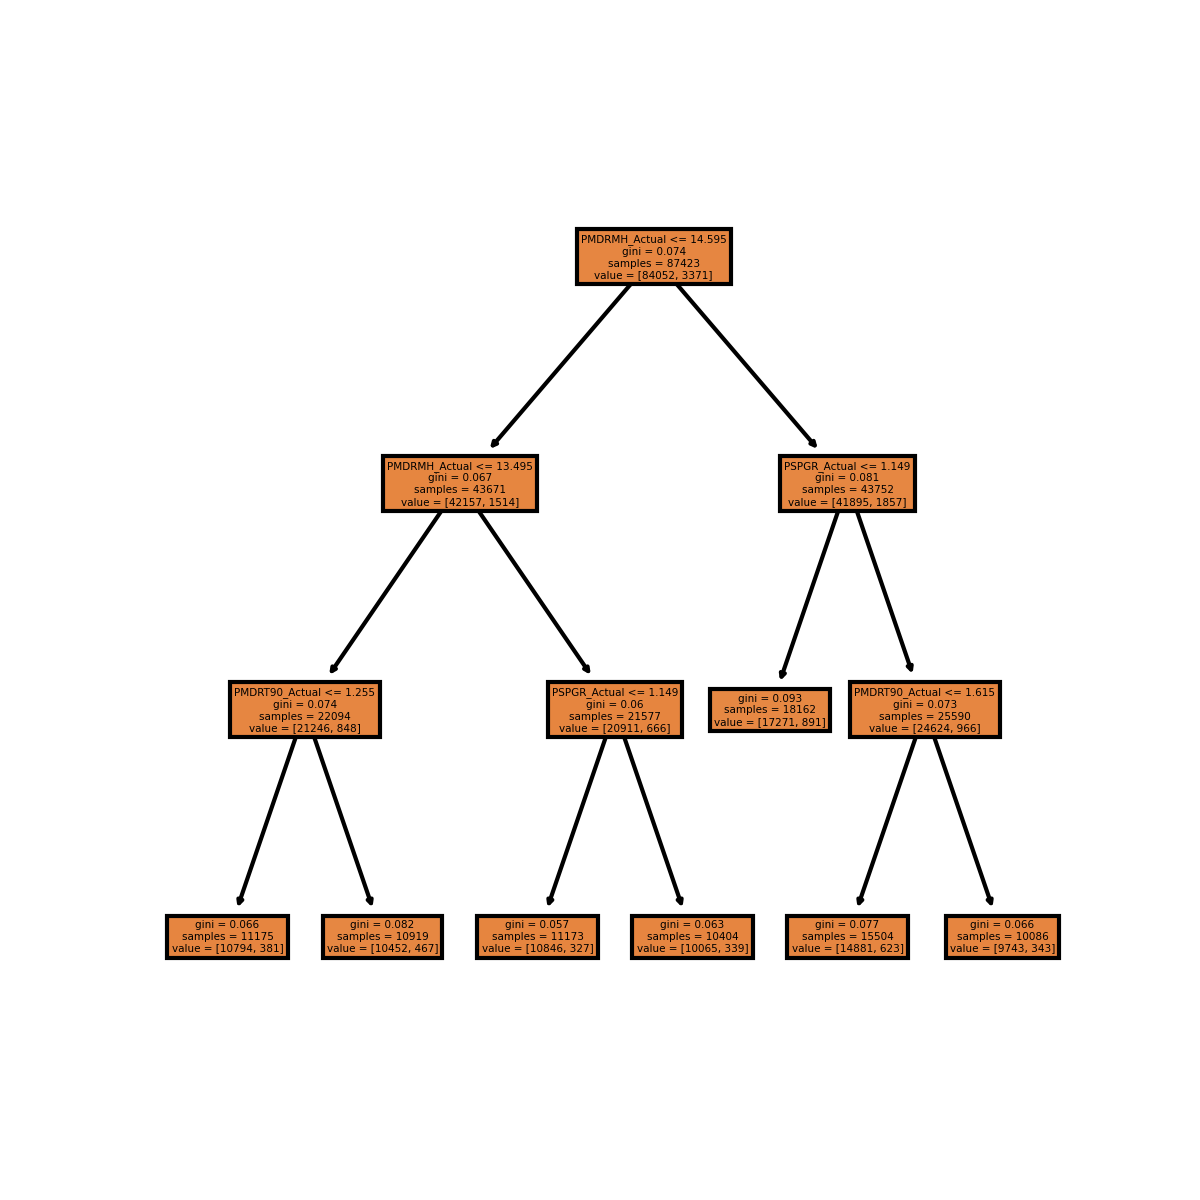 PMDRMH_Actual <= 14.595
gini = 0.074
samples = 87423
value = [84052, 3371]
PMDRMH_Actual <= 13.495
gini = 0.067
samples = 43671
value = [42157, 1514]
PSPGR_Actual <= 1.149
gini = 0.081
samples = 43752
value = [41895, 1857]
PMDRT90_Actual <= 1.255
gini = 0.074
samples = 22094
value = [21246, 848]
PSPGR_Actual <= 1.149
gini = 0.06
samples = 21577
value = [20911, 666]
gini = 0.093
samples = 18162
value = [17271, 891]
PMDRT90_Actual <= 1.615
gini = 0.073
samples = 25590
value = [24624, 966]
gini = 0.066
samples = 11175
value = [10794, 381]
gini = 0.082
samples = 10919
value = [10452, 467]
gini = 0.057
samples = 11173
value = [10846, 327]
gini = 0.063
samples = 10404
value = [10065, 339]
gini = 0.077
samples = 15504
value = [14881, 623]
gini = 0.066
samples = 10086
value = [9743, 343]